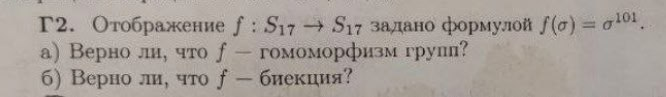 Г2. Отображение f : S₁₇ → S₁₇ задано формулой f(σ) = σ¹⁰¹.
а) Верно ли, что f — гомоморфизм групп?
б) Верно ли, что f — биекция?